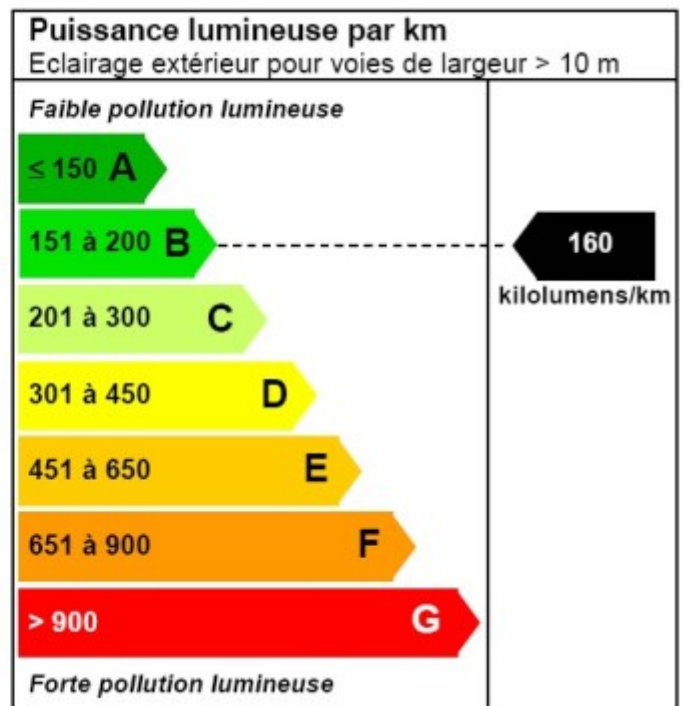 Puissance lumineuse par km
Eclairage extérieur pour voies de largeur > 10 m
Faible pollution lumineuse
≤ 150 A
151 à 200 B
160
kilolumens/km
201 à 300 C
301 à 450 D
451 à 650 E
651 à 900 F
> 900 G
Forte pollution lumineuse